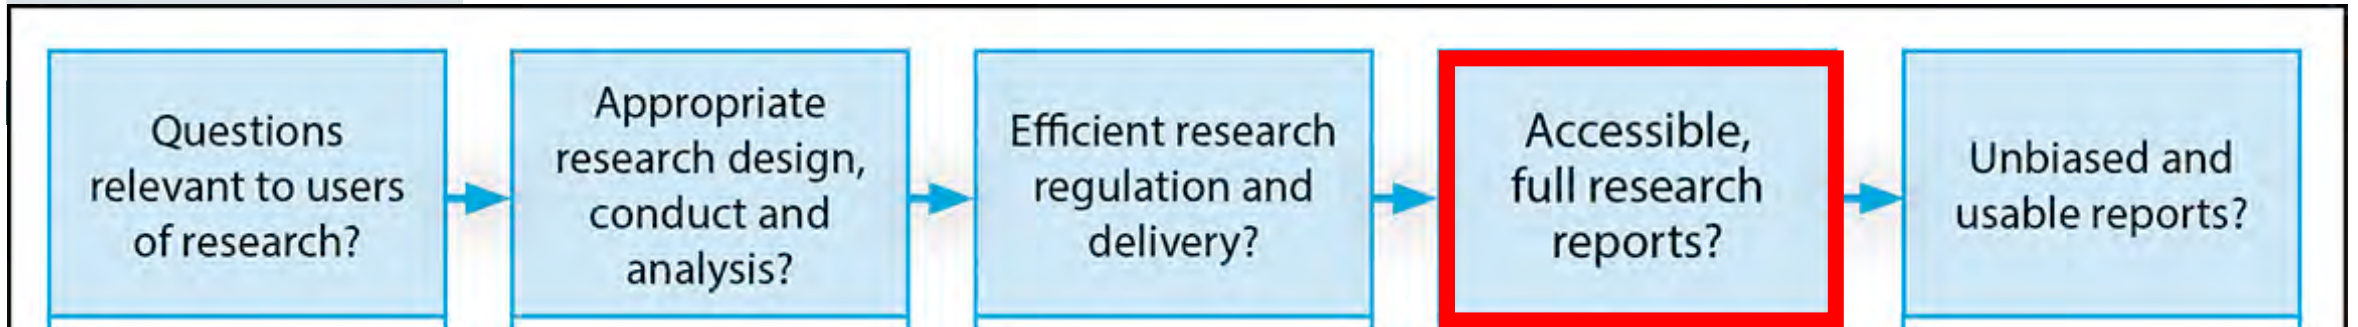 Questions
relevant to users
of research?
Appropriate
research design,
conduct and
analysis?
Efficient research
regulation and
delivery?
Accessible,
full research
reports?
Unbiased and
usable reports?